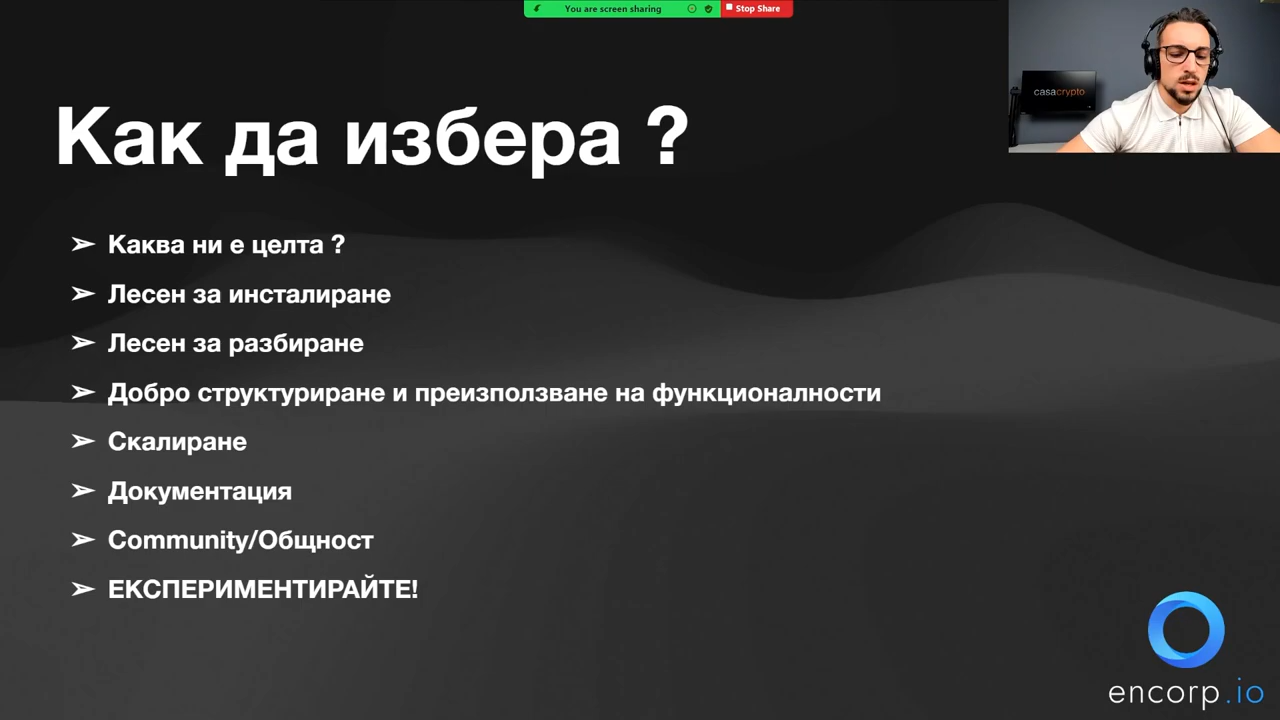 You are screen sharing
Stop Share
casacrypto
Как да избера ?
➢ Каква ни е целта ?
➢ Лесен за инсталиране
➢ Лесен за разбиране
➢ Добро структуриране и преизползване на функционалности
➢ Скалиране
➢ Документация
➢ Community/Общност
➢ ЕКСПЕРИМЕНТИРАЙТЕ!
encorp.io